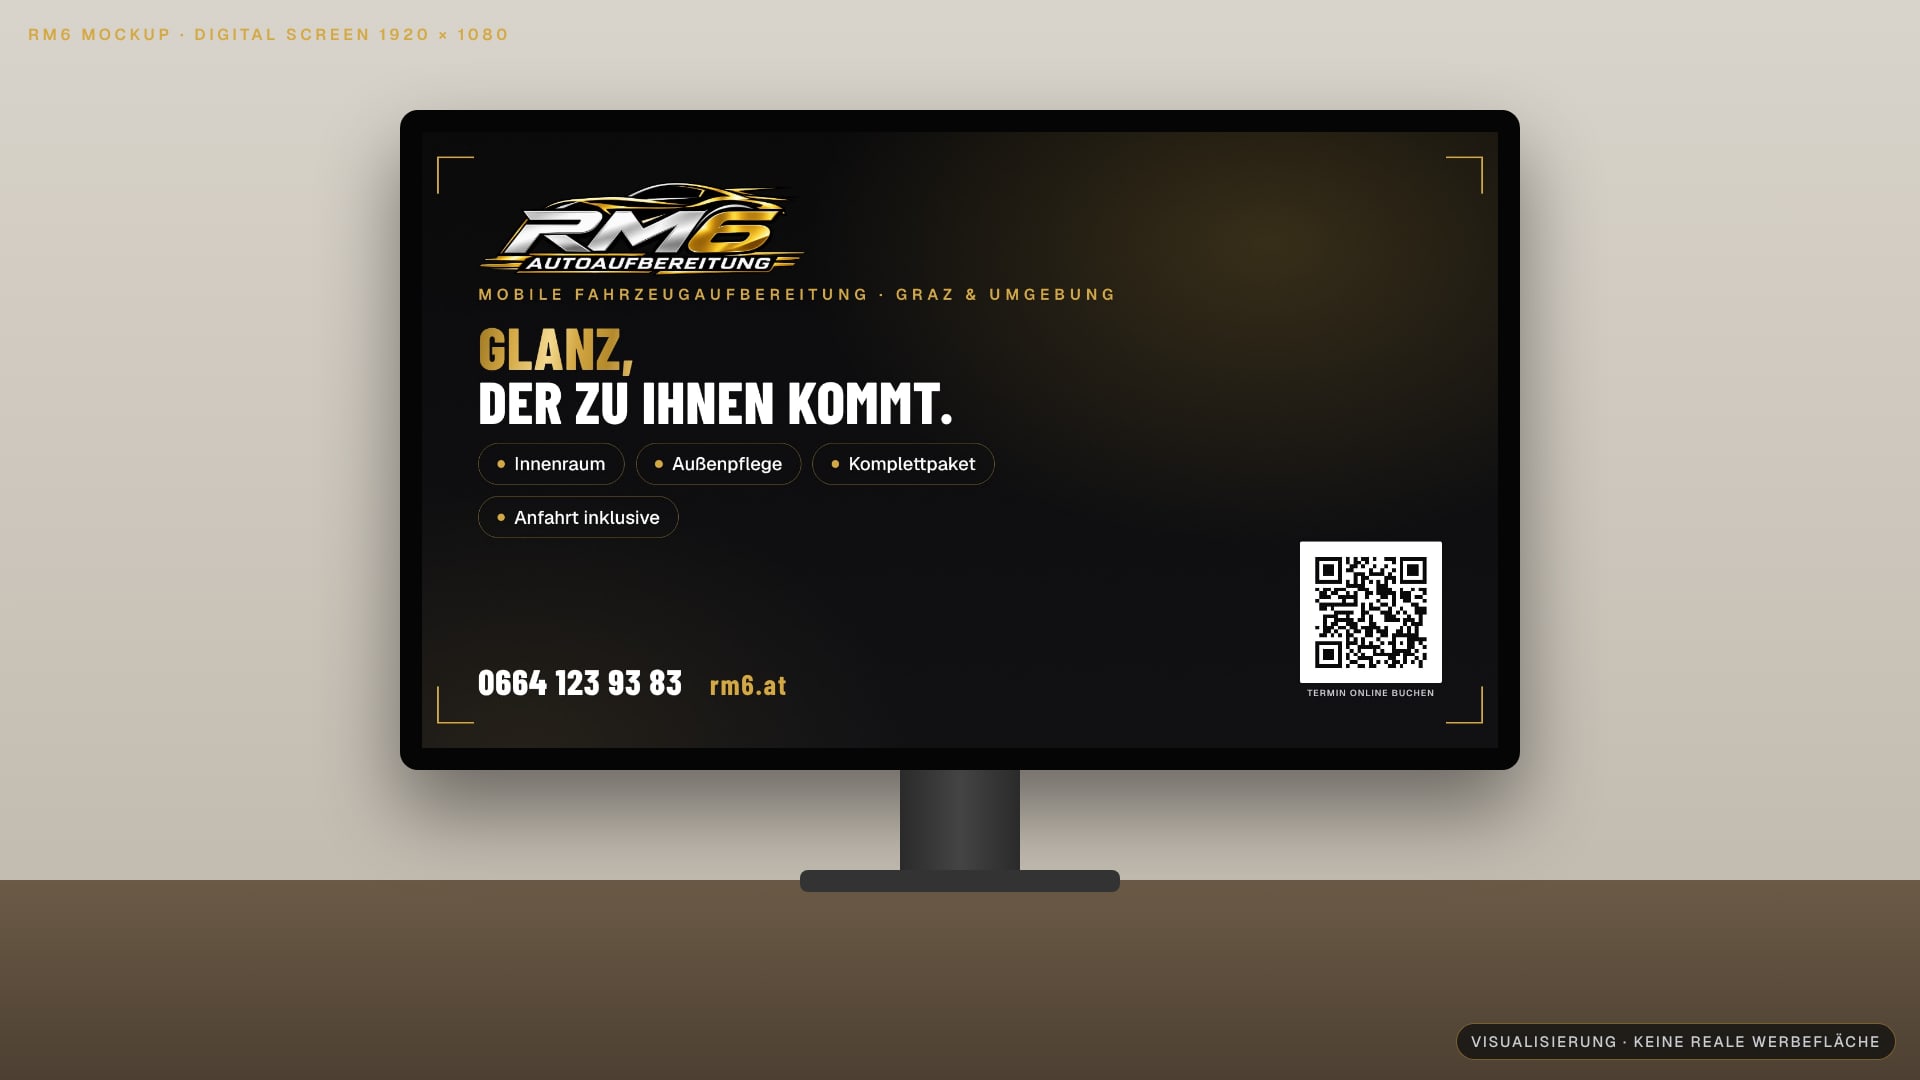 RM6 MOCKUP · DIGITAL SCREEN 1920 × 1080
RM6
AUTOAUFBEREITUNG
MOBILE FAHRZEUGAUFBEREITUNG · GRAZ & UMGEBUNG
GLANZ,
DER ZU IHNEN KOMMT.
• Innenraum • Außenpflege • Komplettpaket
• Anfahrt inklusive
0664 123 93 83 rm6.at
TERMIN ONLINE BUCHEN
VISUALISIERUNG · KEINE REALE WERBEFLÄCHE